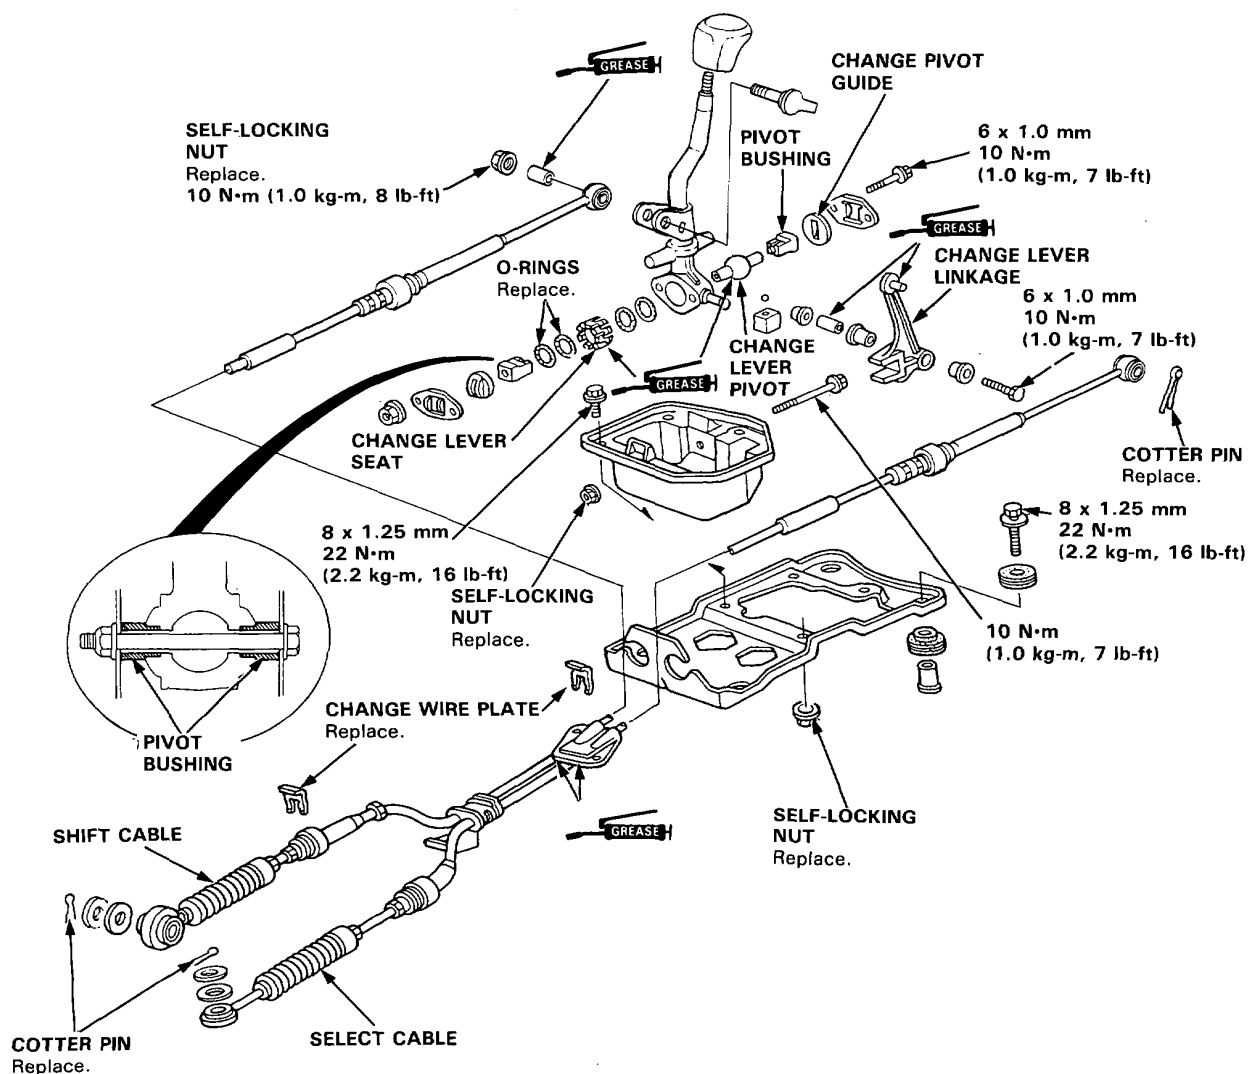 GREASE
CHANGE PIVOT
GUIDE
SELF-LOCKING
NUT
Replace.
10 N•m (1.0 kg-m, 8 lb-ft)
PIVOT
BUSHING
6 x 1.0 mm
10 N•m
(1.0 kg-m, 7 lb-ft)
GREASE
O-RINGS
Replace.
CHANGE LEVER
LINKAGE
6 x 1.0 mm
10 N•m
(1.0 kg-m, 7 lb-ft)
CHANGE
LEVER
PIVOT
GREASE
CHANGE LEVER
SEAT
COTTER PIN
Replace.
8 x 1.25 mm
22 N•m
(2.2 kg-m, 16 lb-ft)
8 x 1.25 mm
22 N•m
(2.2 kg-m, 16 lb-ft)
SELF-LOCKING
NUT
Replace.
10 N•m
(1.0 kg-m, 7 lb-ft)
CHANGE WIRE PLATE
Replace.
PIVOT
BUSHING
SHIFT CABLE
GREASE
SELF-LOCKING
NUT
Replace.
SELECT CABLE
COTTER PIN
Replace.